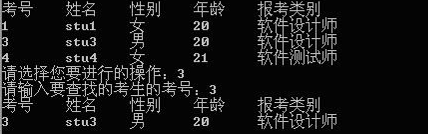 考号 姓名 性别 年龄 报考类别
1 stu1 女 20 软件设计师
3 stu3 男 20 软件设计师
4 stu4 女 21 软件测试师
请选择您要进行的操作：3
请输入要查找的考生的考号：3
考号 姓名 性别 年龄 报考类别
3 stu3 男 20 软件设计师